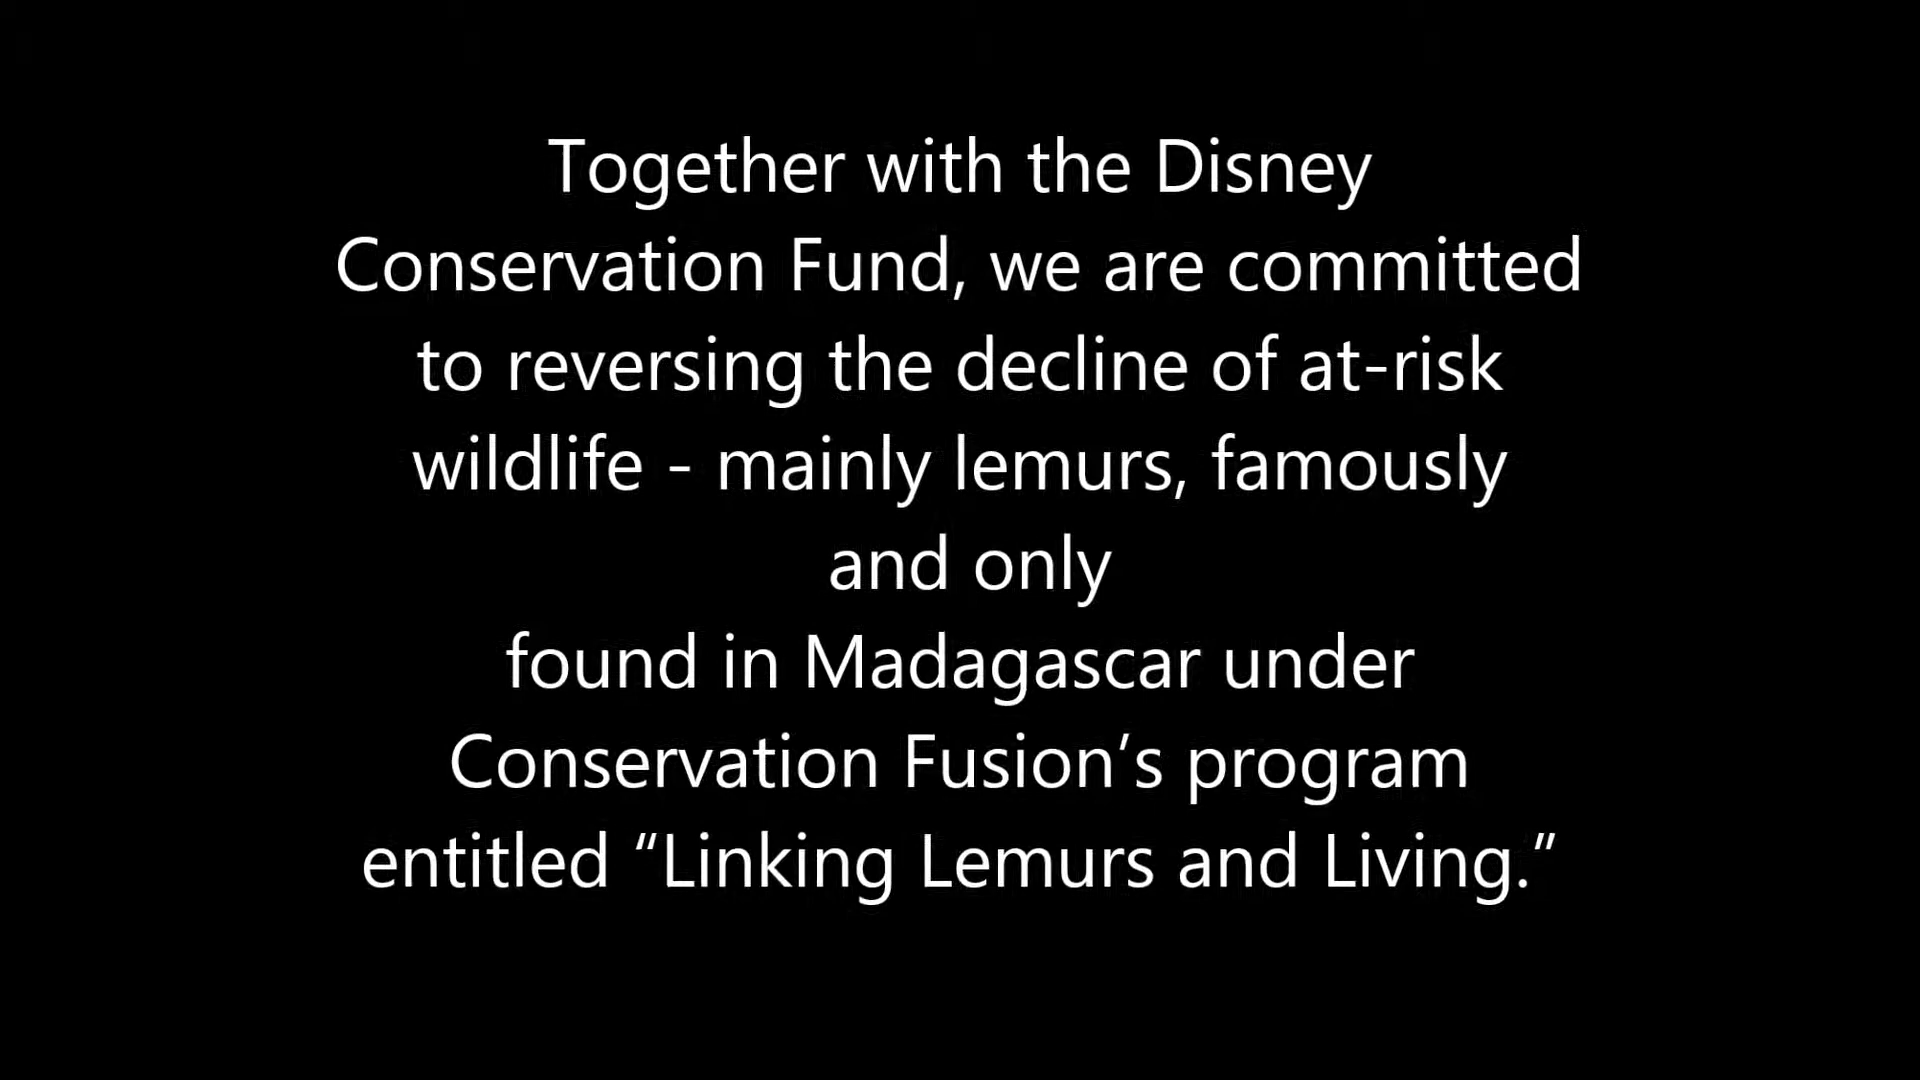 Together with the Disney
Conservation Fund, we are committed
to reversing the decline of at-risk
wildlife - mainly lemurs, famously
and only
found in Madagascar under
Conservation Fusion’s program
entitled “Linking Lemurs and Living.”